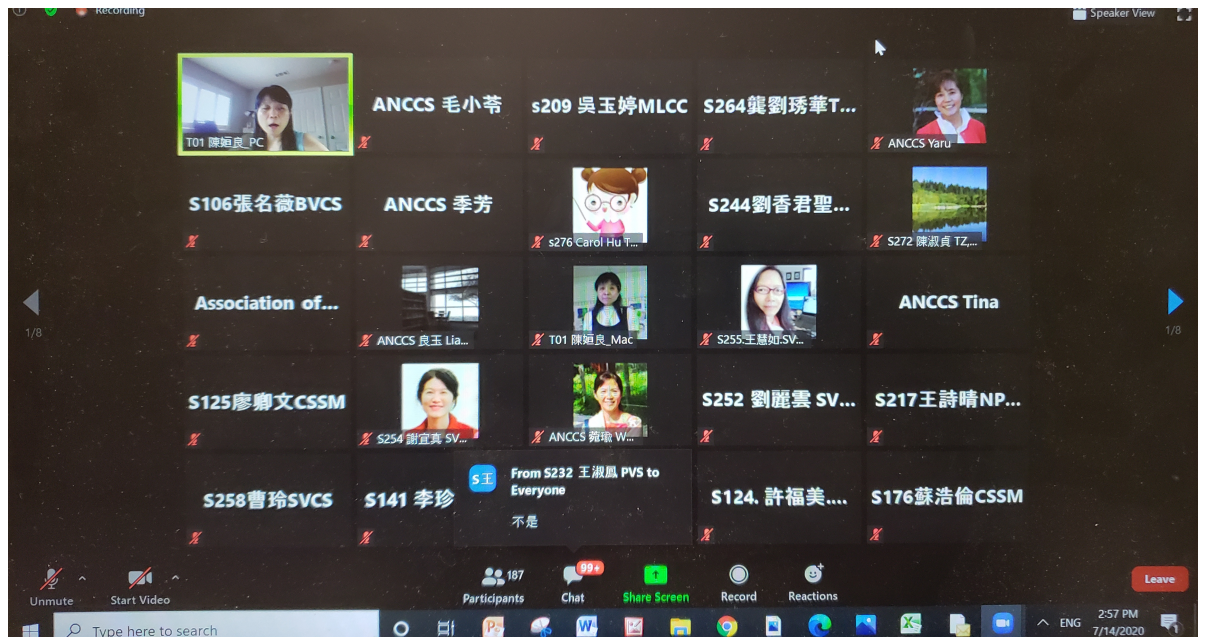 Recording
Speaker View
T01 陳姮良_PC
ANCCS 毛小苓
s209 吳玉婷MLCC
S264龔劉琇華T...
ANCCS Yaru
S106張名薇BVCS
ANCCS 季芳
s276 Carol Hu T...
S244劉香君聖...
S272 陳淑貞 TZ,...
Association of...
ANCCS 良玉 Lia...
T01 陳姮良_Mac
S255.王慧如.SV...
ANCCS Tina
1/8
1/8
S125廖卿文CSSM
S254 謝宜真 SV...
ANCCS 薇瑜 W...
S252 劉麗雲 SV...
S217王詩晴NP...
S258曹玲SVCS
S141 李珍
S王
From S232 王淑鳳 PVS to
Everyone
不是
S124. 許福美....
S176蘇浩倫CSSM
Unmute
Start Video
187
Participants
99+
Chat
Share Screen
Record
Reactions
Leave
Type here to search
ENG
2:57 PM
7/14/2020